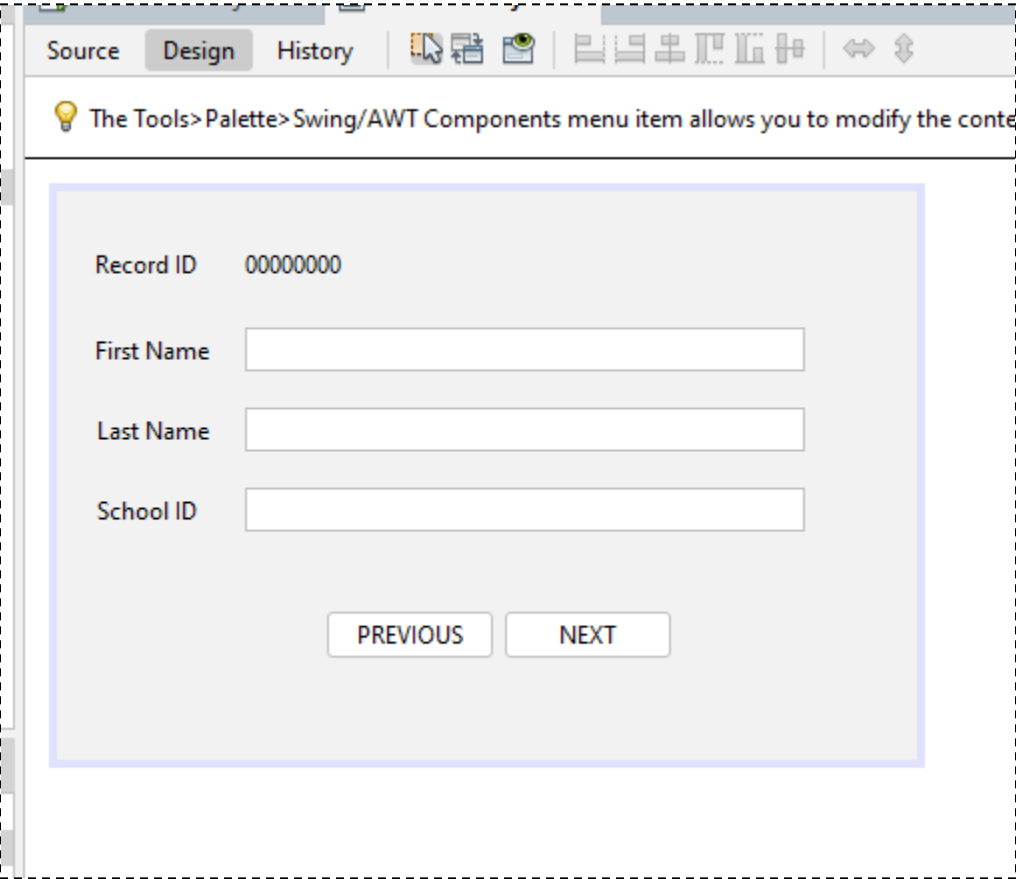 Source Design History
The Tools>Palette>Swing/AWT Components menu item allows you to modify the conte
Record ID 00000000
First Name
Last Name
School ID
PREVIOUS NEXT